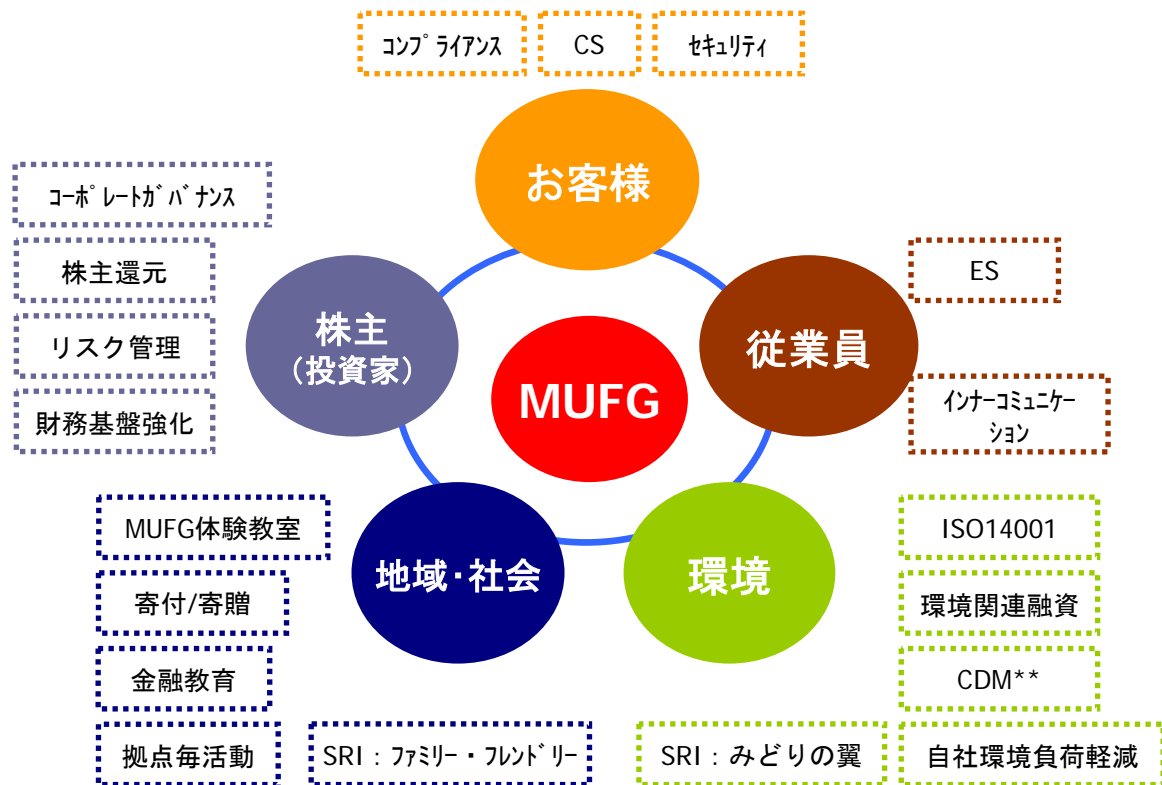 ｺﾝﾌﾟﾗｲｱﾝｽ
CS
ｾｷｭﾘﾃｨ
お客様
ｺｰﾎﾟﾚｰﾄｶﾞﾊﾞﾅﾝｽ
株主還元
リスク管理
財務基盤強化
株主
（投資家）
MUFG
従業員
ES
ｲﾝﾅｰｺﾐｭﾆｹｰ
ｼｮﾝ
地域・社会
環境
MUFG体験教室
寄付/寄贈
金融教育
拠点毎活動
SRI：ﾌｧﾐﾘｰ・ﾌﾚﾝﾄﾞﾘｰ
ISO14001
環境関連融資
CDM**
SRI：みどりの翼
自社環境負荷軽減